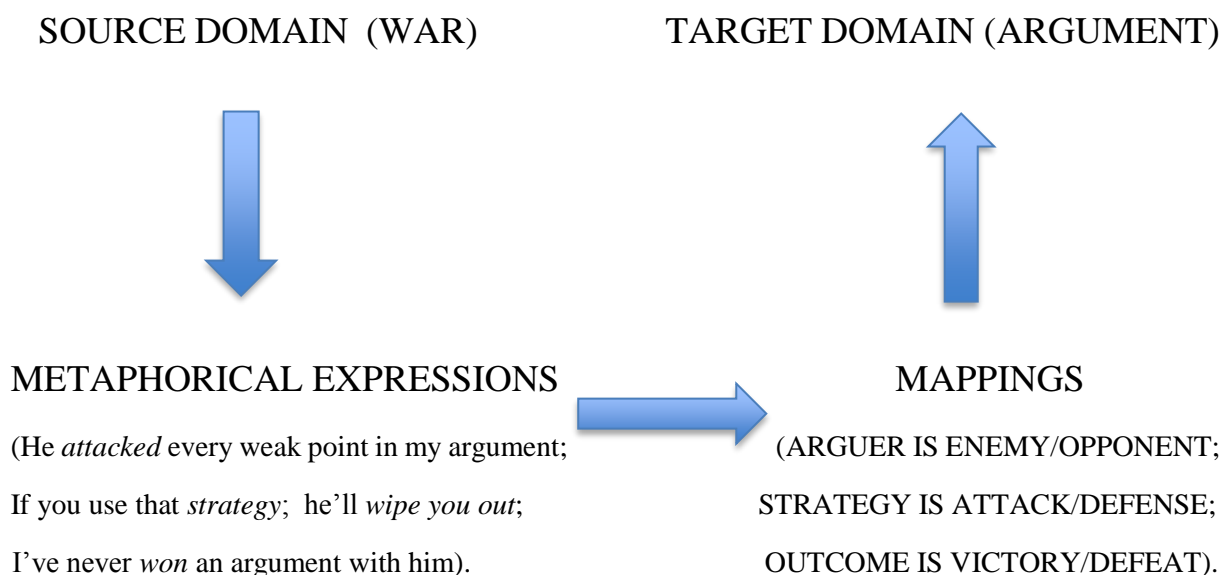 SOURCE DOMAIN (WAR)
TARGET DOMAIN (ARGUMENT)
METAPHORICAL EXPRESSIONS
(He attacked every weak point in my argument;
If you use that strategy; he’ll wipe you out;
I’ve never won an argument with him).
MAPPINGS
(ARGUER IS ENEMY/OPPONENT;
STRATEGY IS ATTACK/DEFENSE;
OUTCOME IS VICTORY/DEFEAT).